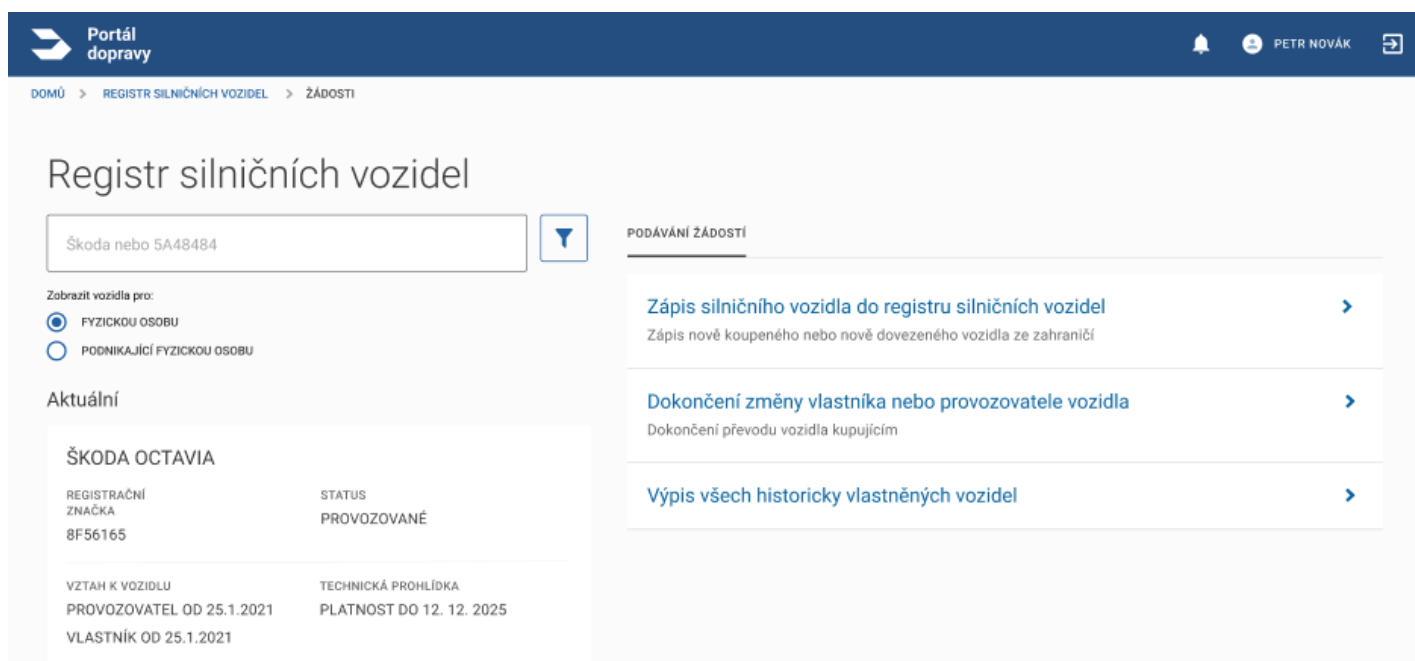 Portál
dopravy
PETR NOVÁK
DOMŮ > REGISTR SILNIČNÍCH VOZIDEL > ŽÁDOSTI
Registr silničních vozidel
Škoda nebo 5A48484
Zobrazit vozidla pro:
FYZICKOU OSOBU
PODNIKAJÍCÍ FYZICKOU OSOBU
Aktuální
ŠKODA OCTAVIA
REGISTRAČNÍ
ZNAČKA
8F56165
STATUS
PROVOZOVANÉ
VZTAH K VOZIDLU
PROVOZOVATEL OD 25.1.2021
VLASTNÍK OD 25.1.2021
TECHNICKÁ PROHLÍDKA
PLATNOST DO 12. 12. 2025
PODÁVÁNÍ ŽÁDOSTÍ
Zápis silničního vozidla do registru silničních vozidel
Zápis nově koupeného nebo nově dovezeného vozidla ze zahraničí
Dokončení změny vlastníka nebo provozovatele vozidla
Dokončení převodu vozidla kupujícím
Výpis všech historicky vlastněných vozidel